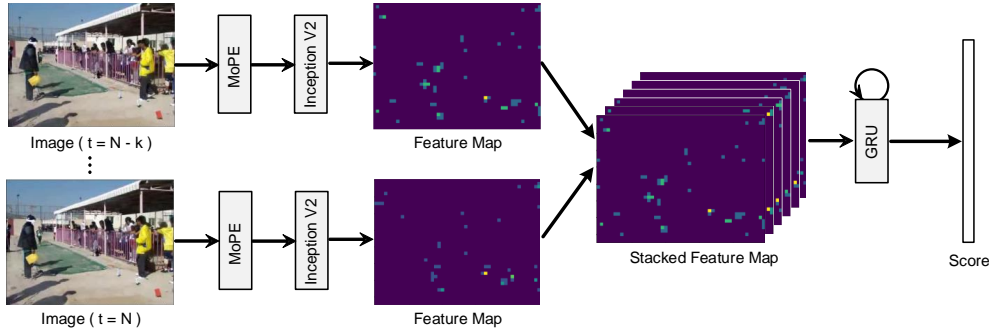 MoPE
Inception V2
Image ( t = N - k )
Feature Map
GRU
MoPE
Inception V2
Stacked Feature Map
Score
Image ( t = N )
Feature Map